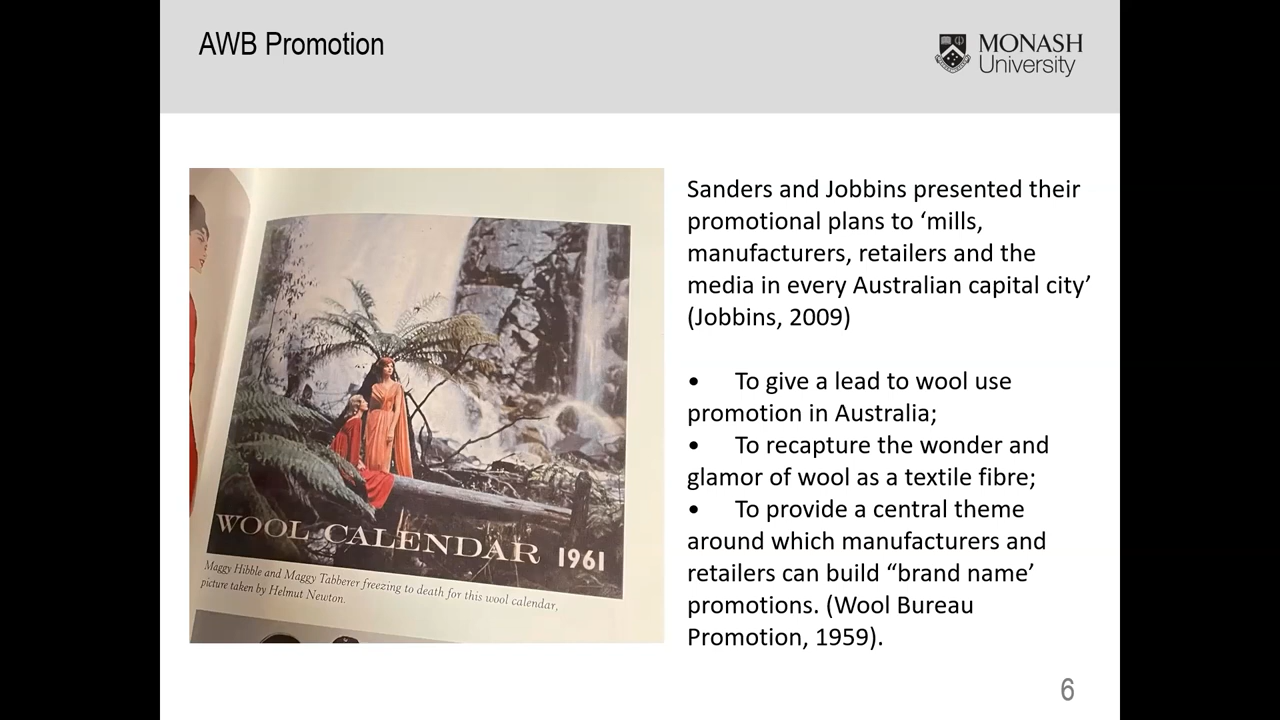 AWB Promotion
MONASH
University
WOOL CALENDAR 1961
Maggy Hibble and Maggy Tabberer freezing to death for this wool calendar,
picture taken by Helmut Newton.
Sanders and Jobbins presented their
promotional plans to ‘mills,
manufacturers, retailers and the
media in every Australian capital city’
(Jobbins, 2009)
• To give a lead to wool use
promotion in Australia;
• To recapture the wonder and
glamor of wool as a textile fibre;
• To provide a central theme
around which manufacturers and
retailers can build “brand name’
promotions. (Wool Bureau
Promotion, 1959).
6